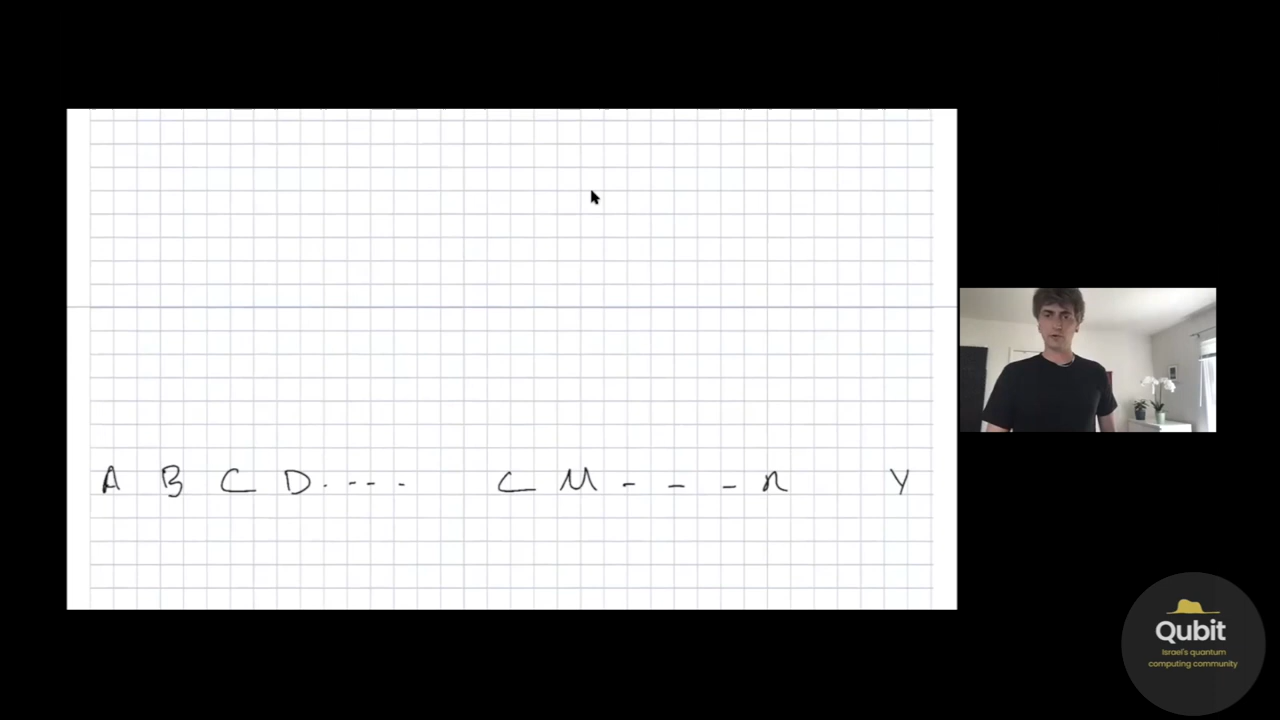 A B C D . - - - . C M - - - n Y
Qubit
Israel's quantum
computing community